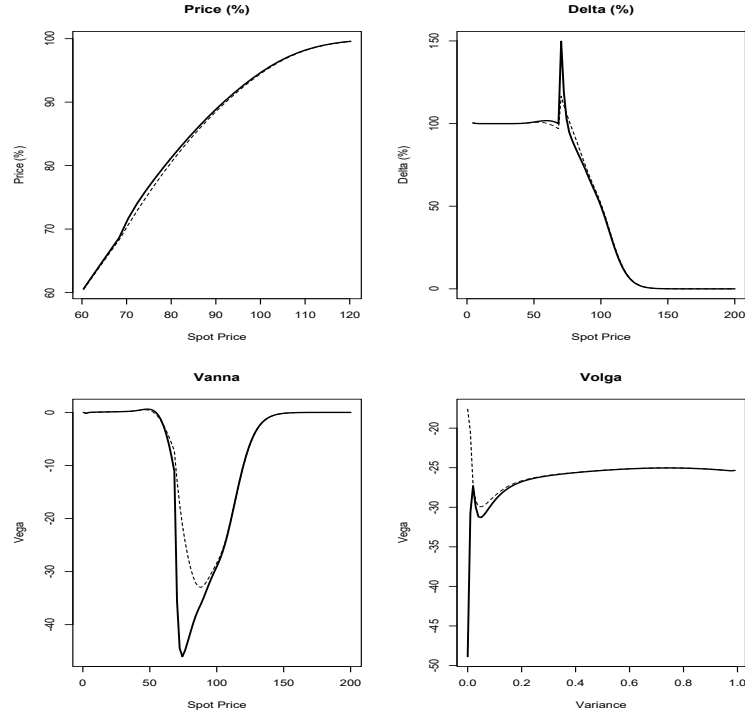 Price (%)
Price (%)
60 70 80 90 100
60 70 80 90 100 110 120
Spot Price
Delta (%)
Delta (%)
0 50 100 150
0 50 100 150 200
Spot Price
Vanna
Vega
-40 -30 -20 -10 0
0 50 100 150 200
Spot Price
Volga
Vega
-50 -45 -40 -35 -30 -25 -20
0.0 0.2 0.4 0.6 0.8 1.0
Variance